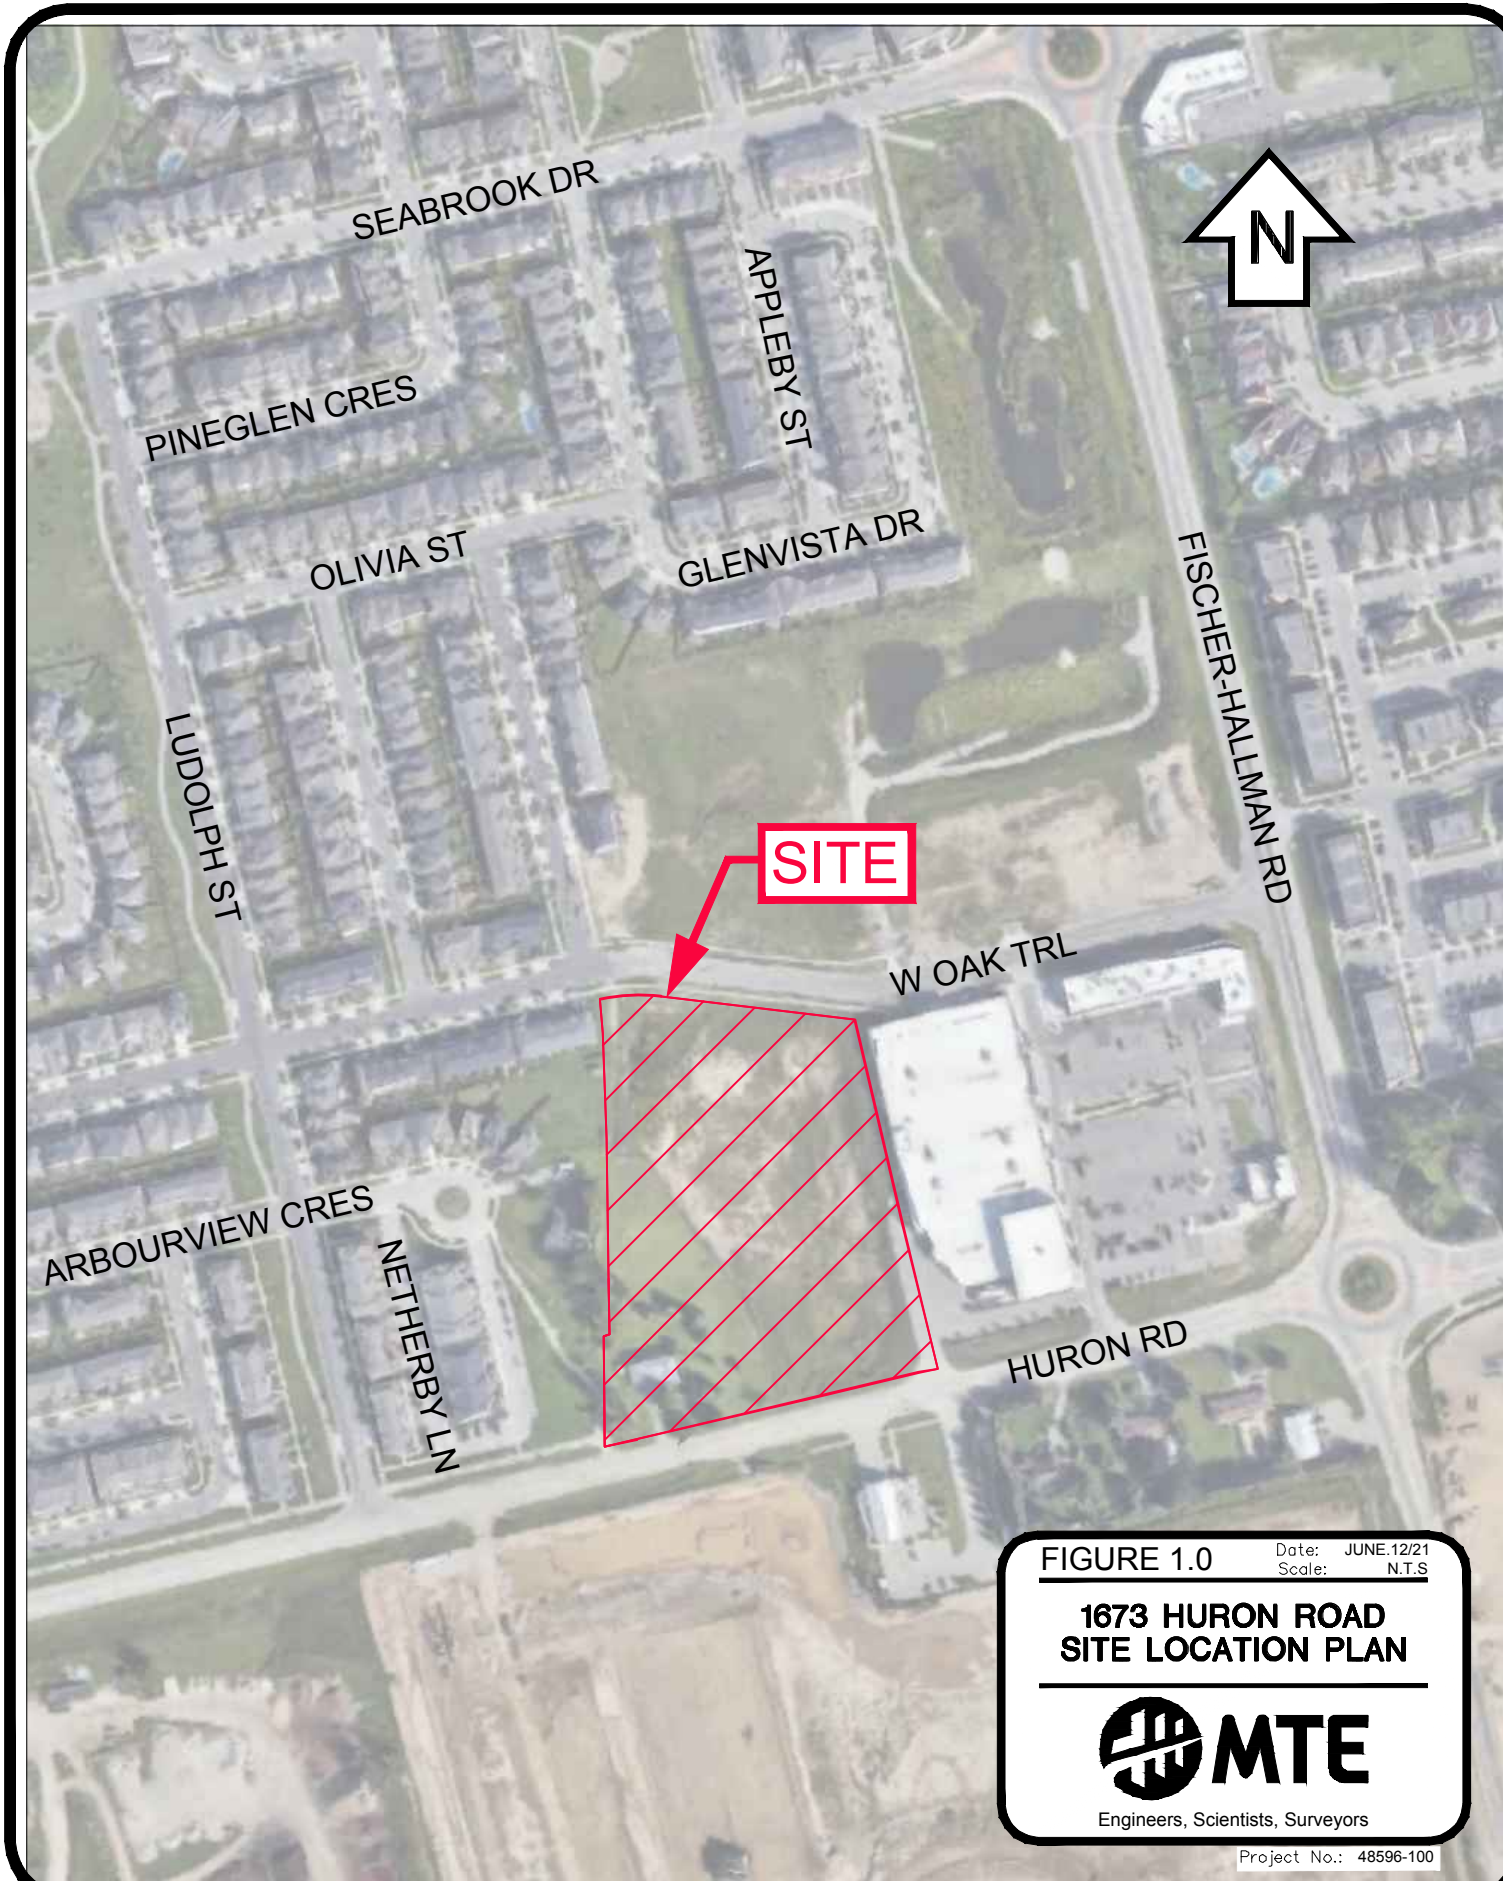 SEABROOK DR
N
APPLEBY ST
PINEGLEN CRES
OLIVIA ST
GLENVISTA DR
FISCHER-HALLMAN RD
LUDOLPH ST
SITE
W OAK TRL
ARBOURVIEW CRES
NETHERBY LN
HURON RD
FIGURE 1.0
Date: JUNE.12/21
Scale: N.T.S
1673 HURON ROAD
SITE LOCATION PLAN
MTE
Engineers, Scientists, Surveyors
Project No.: 48596-100